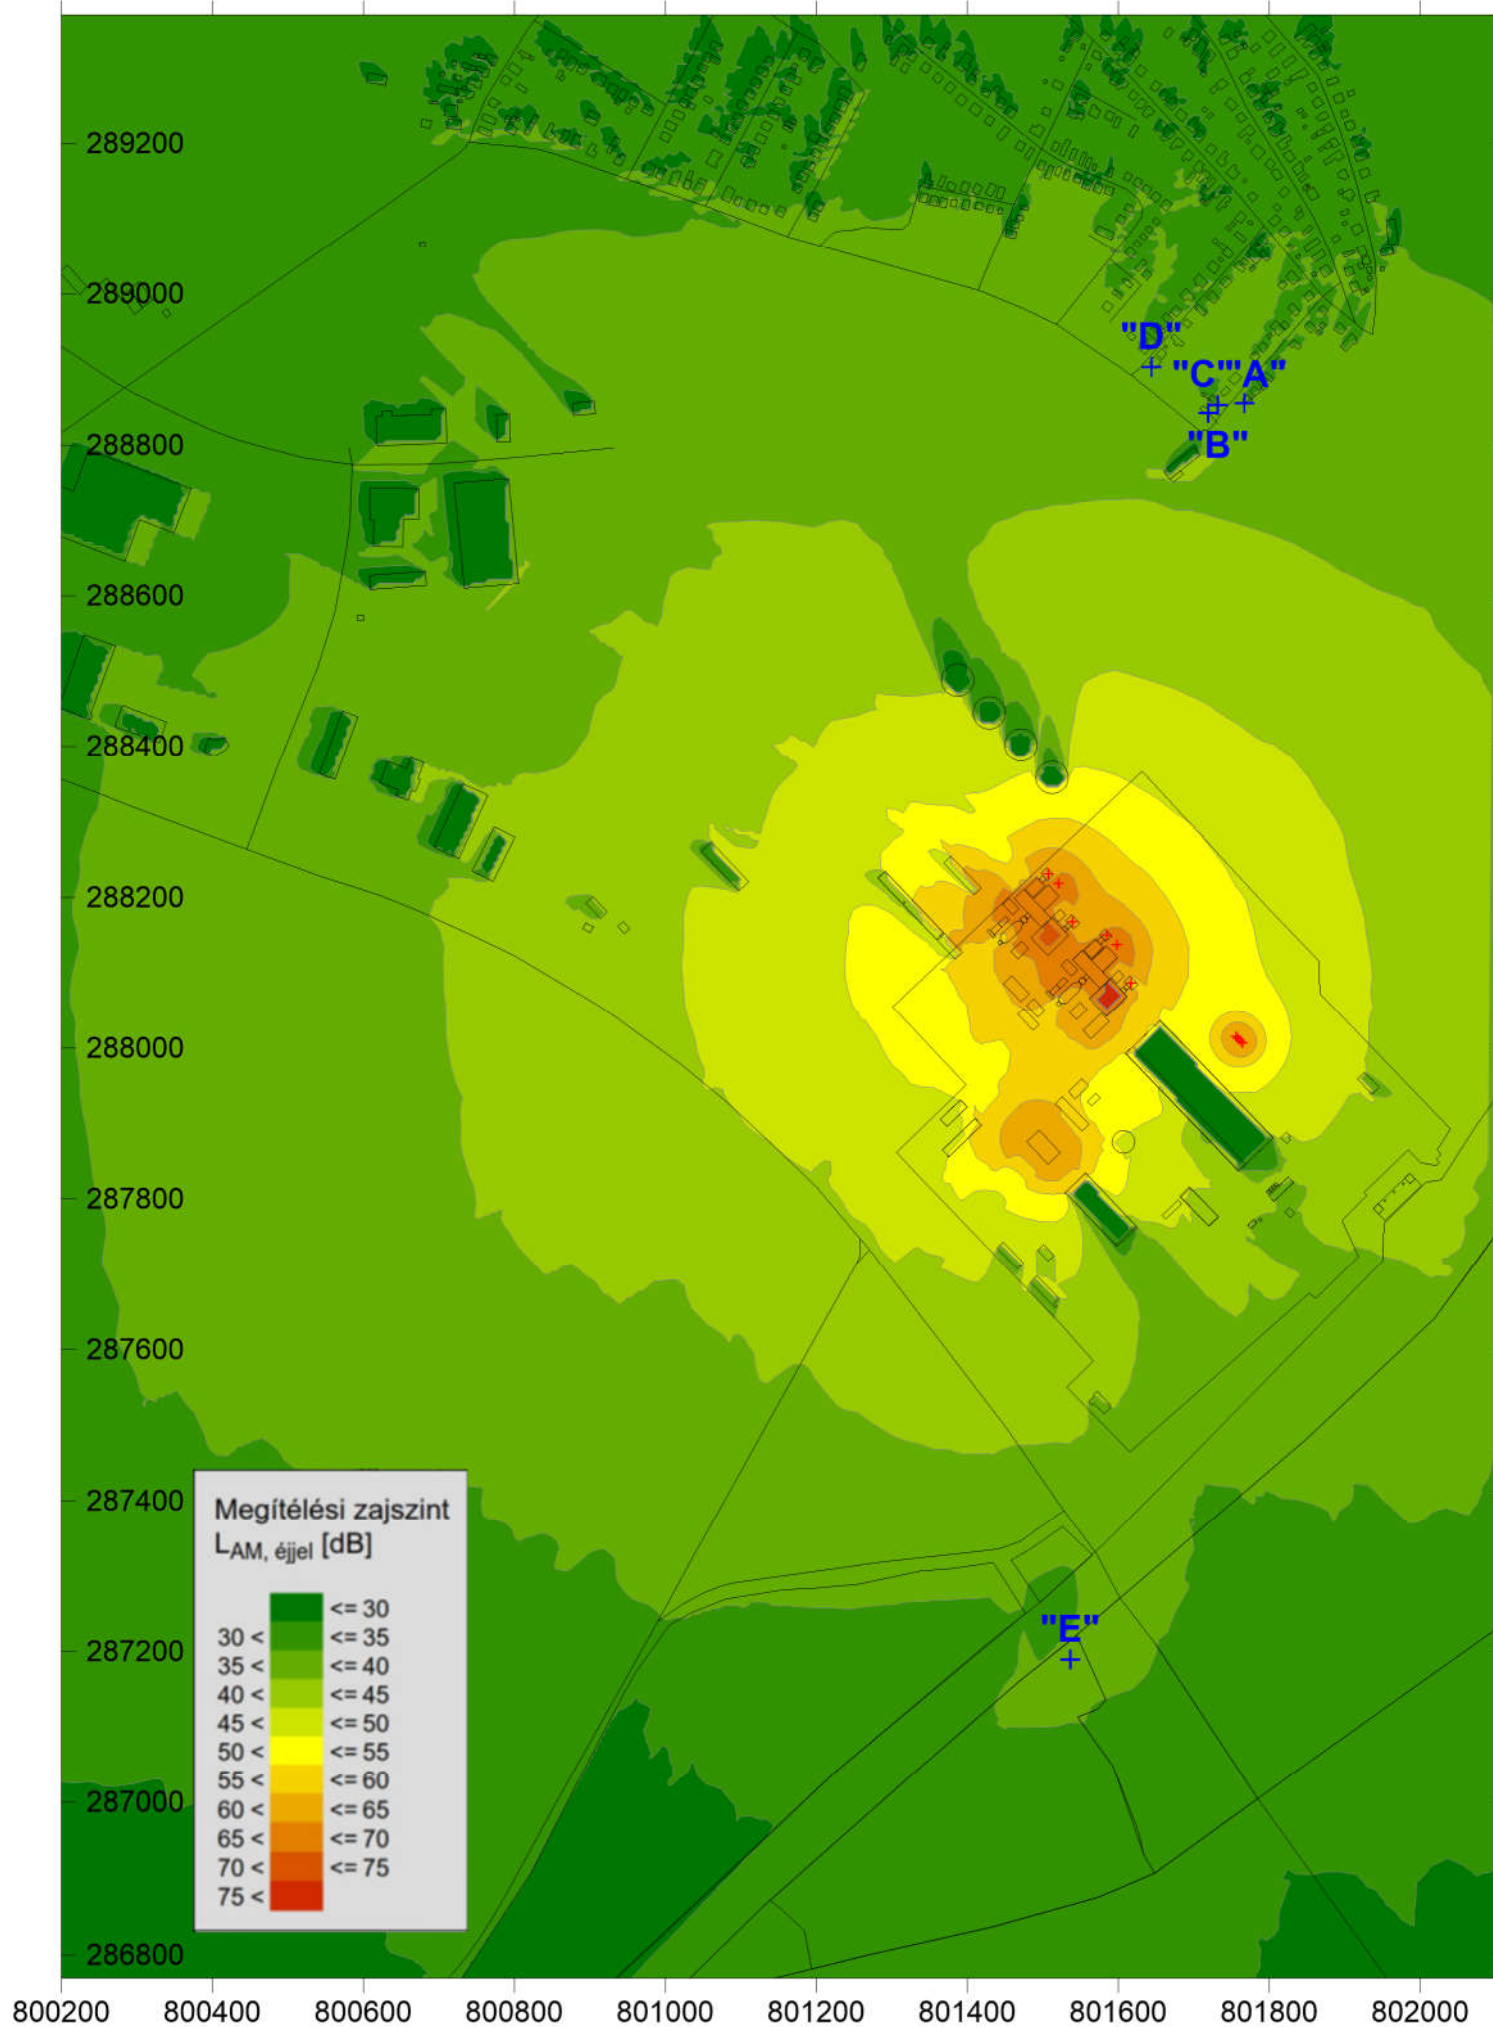 289200
289000
"D"
"C"
"A"
288800
"B"
288600
288400
288200
288000
287800
287600
287400
Megítélési zajszint
LAM, éjjel [dB]
<= 30
30 < <= 35
35 < <= 40
40 < <= 45
45 < <= 50
50 < <= 55
55 < <= 60
60 < <= 65
65 < <= 70
70 < <= 75
75 <
"E"
287200
287000
286800
800200 800400 800600 800800 801000 801200 801400 801600 801800 802000